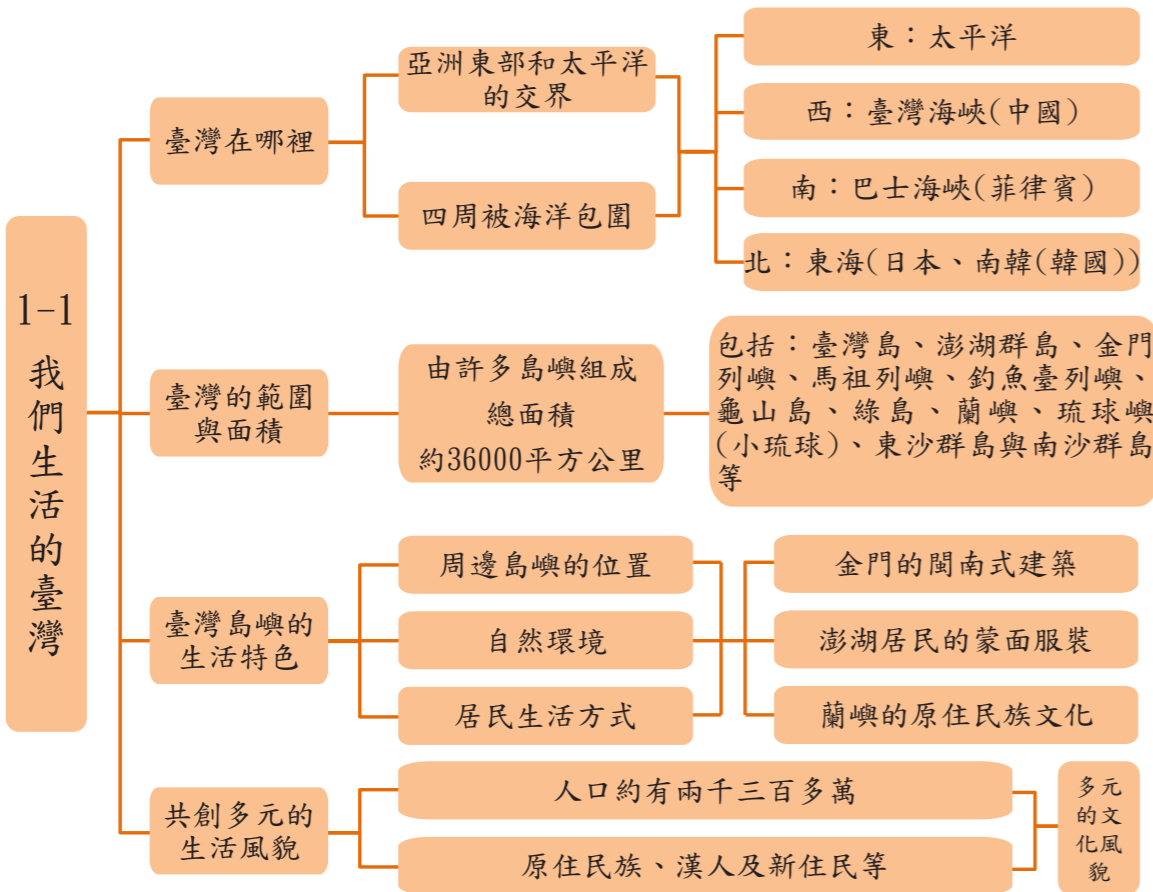 1-1
我們生活的臺灣
臺灣在哪裡
亞洲東部和太平洋
的交界
四周被海洋包圍
東：太平洋
西：臺灣海峽(中國)
南：巴士海峽(菲律賓)
北：東海(日本、南韓(韓國))
臺灣的範圍
與面積
由許多島嶼組成
總面積
約36000平方公里
包括：臺灣島、澎湖群島、金門
列嶼、馬祖列嶼、釣魚臺列嶼、
龜山島、綠島、蘭嶼、琉球嶼
(小琉球)、東沙群島與南沙群島
等
臺灣島嶼的
生活特色
周邊島嶼的位置
自然環境
居民生活方式
金門的閩南式建築
澎湖居民的蒙面服裝
蘭嶼的原住民族文化
共創多元的
生活風貌
人口約有兩千三百多萬
原住民族、漢人及新住民等
多元
的文
化風
貌